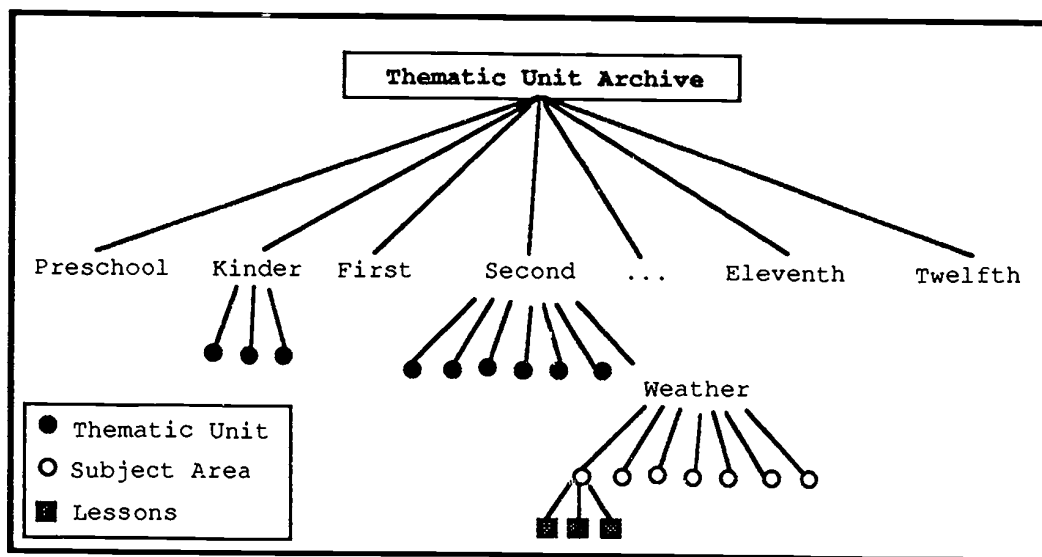 Thematic Unit Archive
Preschool Kinder First Second ... Eleventh Twelfth
Weather
Thematic Unit
Subject Area
Lessons